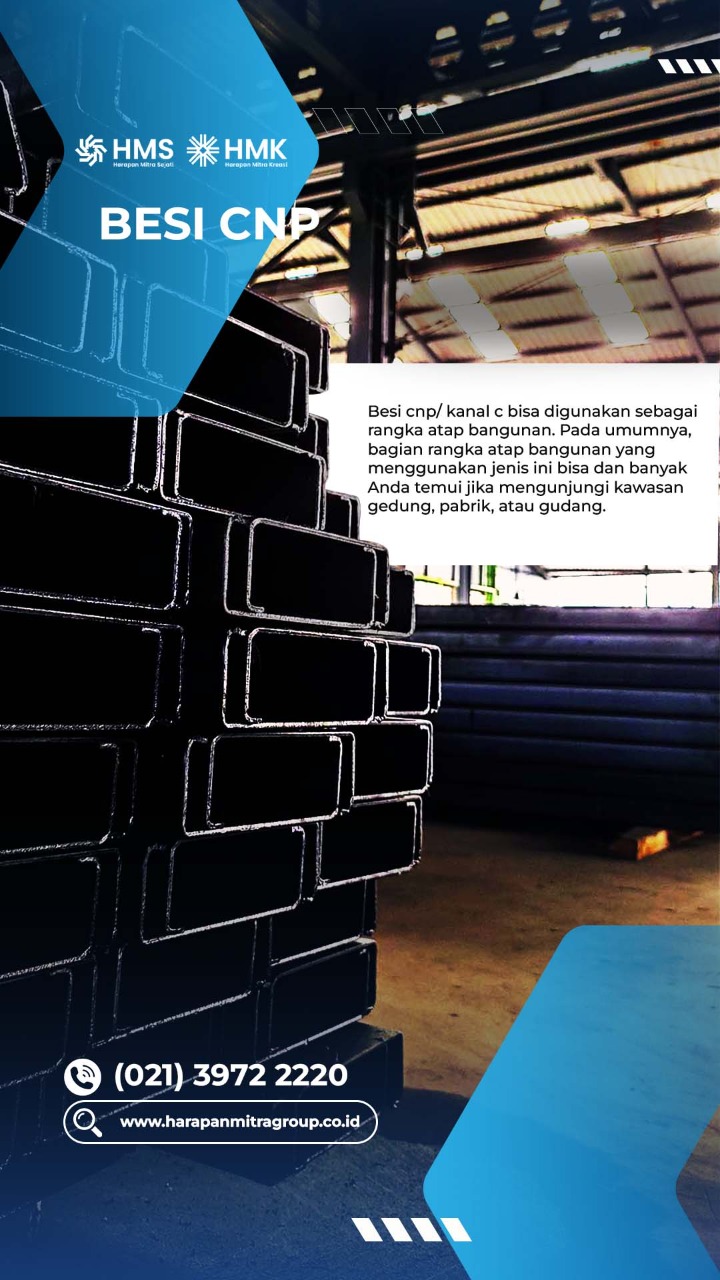 HMS HMK
Harapan Mitra Sejati Harapan Mitra Kreasi
BESI CNP
Besi cnp/ kanal c bisa digunakan sebagai
rangka atap bangunan. Pada umumnya,
bagian rangka atap bangunan yang
menggunakan jenis ini bisa dan banyak
Anda temui jika mengunjungi kawasan
gedung, pabrik, atau gudang.
(021) 3972 2220
www.harapanmitragroup.co.id